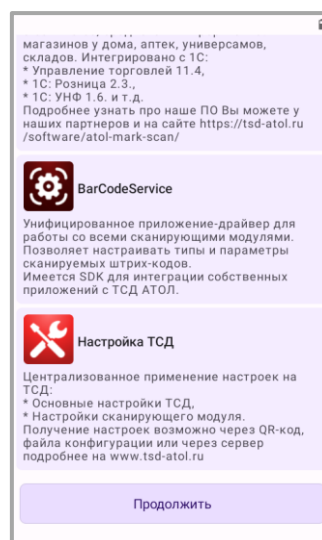 магазинов у дома, аптек, универсамов,
складов. Интегрировано с 1С:
* Управление торговлей 11.4,
* 1С: Розница 2.3.,
* 1С: УНФ 1.6. и т.д.
Подробнее узнать про наше ПО Вы можете у
наших партнеров и на сайте https://tsd-atol.ru
/software/atol-mark-scan/
BarCodeService
Унифицированное приложение-драйвер для
работы со всеми сканирующими модулями.
Позволяет настраивать типы и параметры
сканируемых штрих-кодов.
Имеется SDK для интеграции собственных
приложений с ТСД АТОЛ.
Настройка ТСД
Централизованное применение настроек на
ТСД:
* Основные настройки ТСД,
* Настройки сканирующего модуля.
Получение настроек возможно через QR-код,
файла конфигурации или через сервер
подробнее на www.tsd-atol.ru
Продолжить